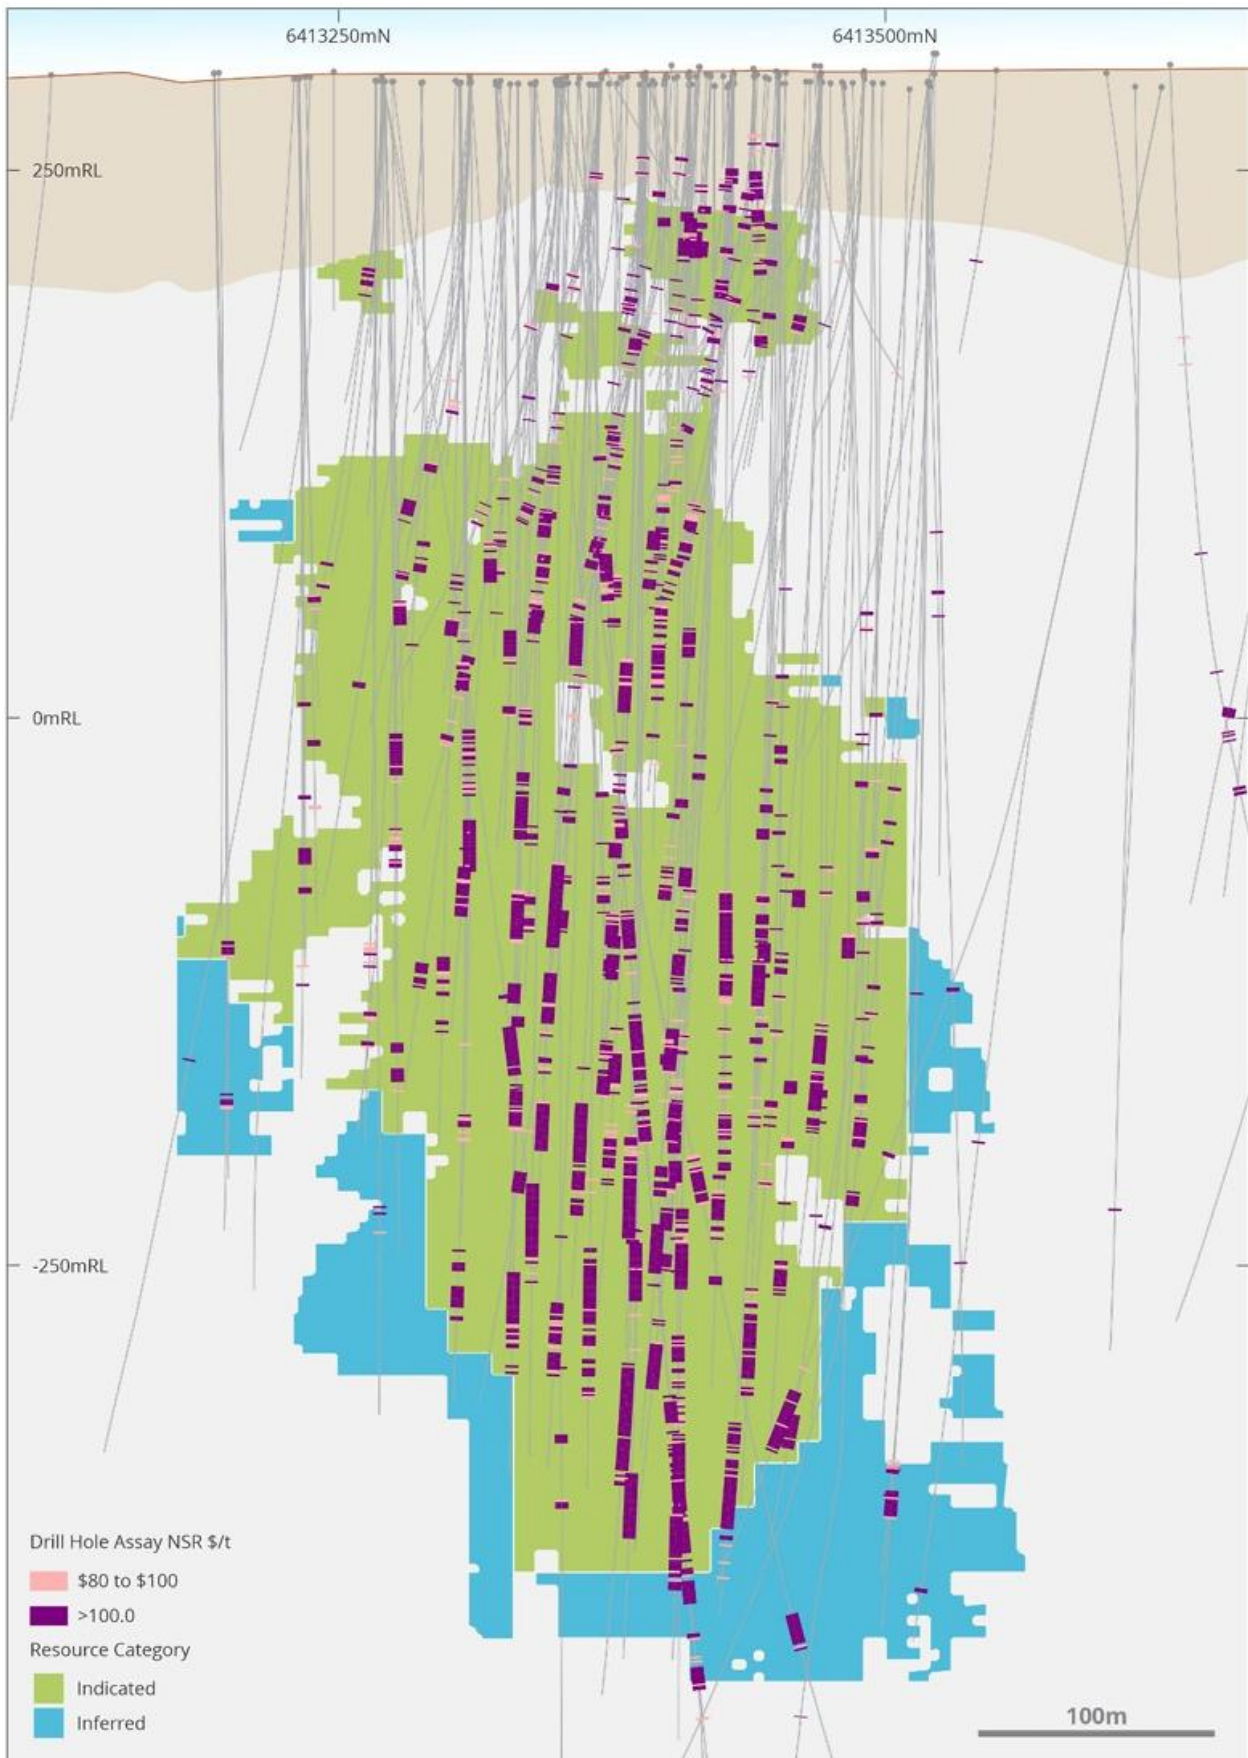 6413250mN
6413500mN
250mRL
0mRL
-250mRL
Drill Hole Assay NSR $/t
$80 to $100
>100.0
Resource Category
Indicated
Inferred
100m